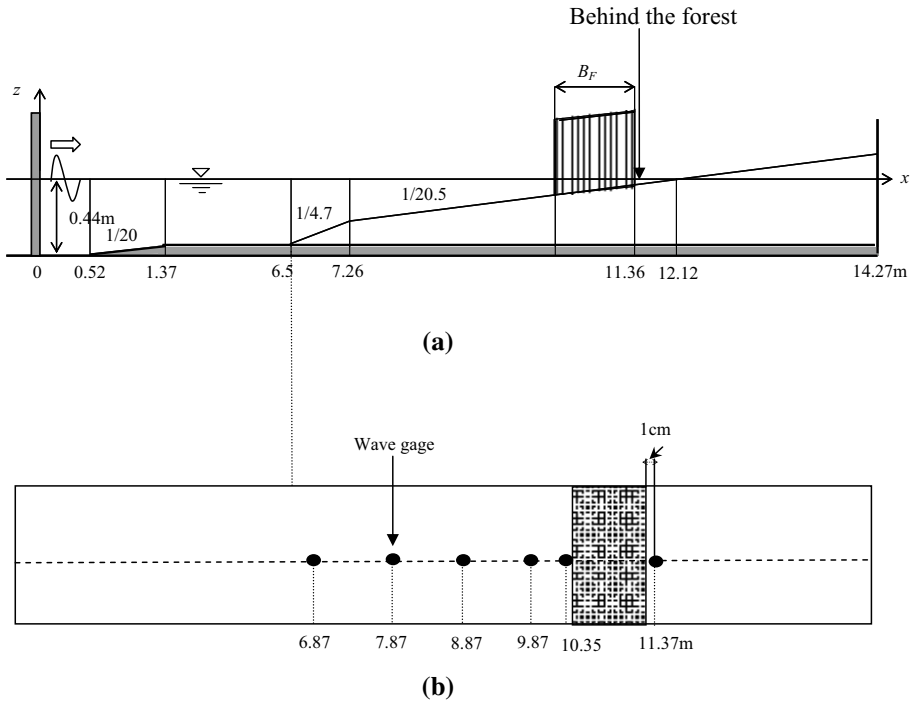 Behind the forest
B_F
z
x
1/20.5
1/4.7
0.44m
1/20
0 0.52 1.37 6.5 7.26 11.36 12.12 14.27m
(a)
1cm
Wave gage
6.87 7.87 8.87 9.87 10.35 11.37m
(b)